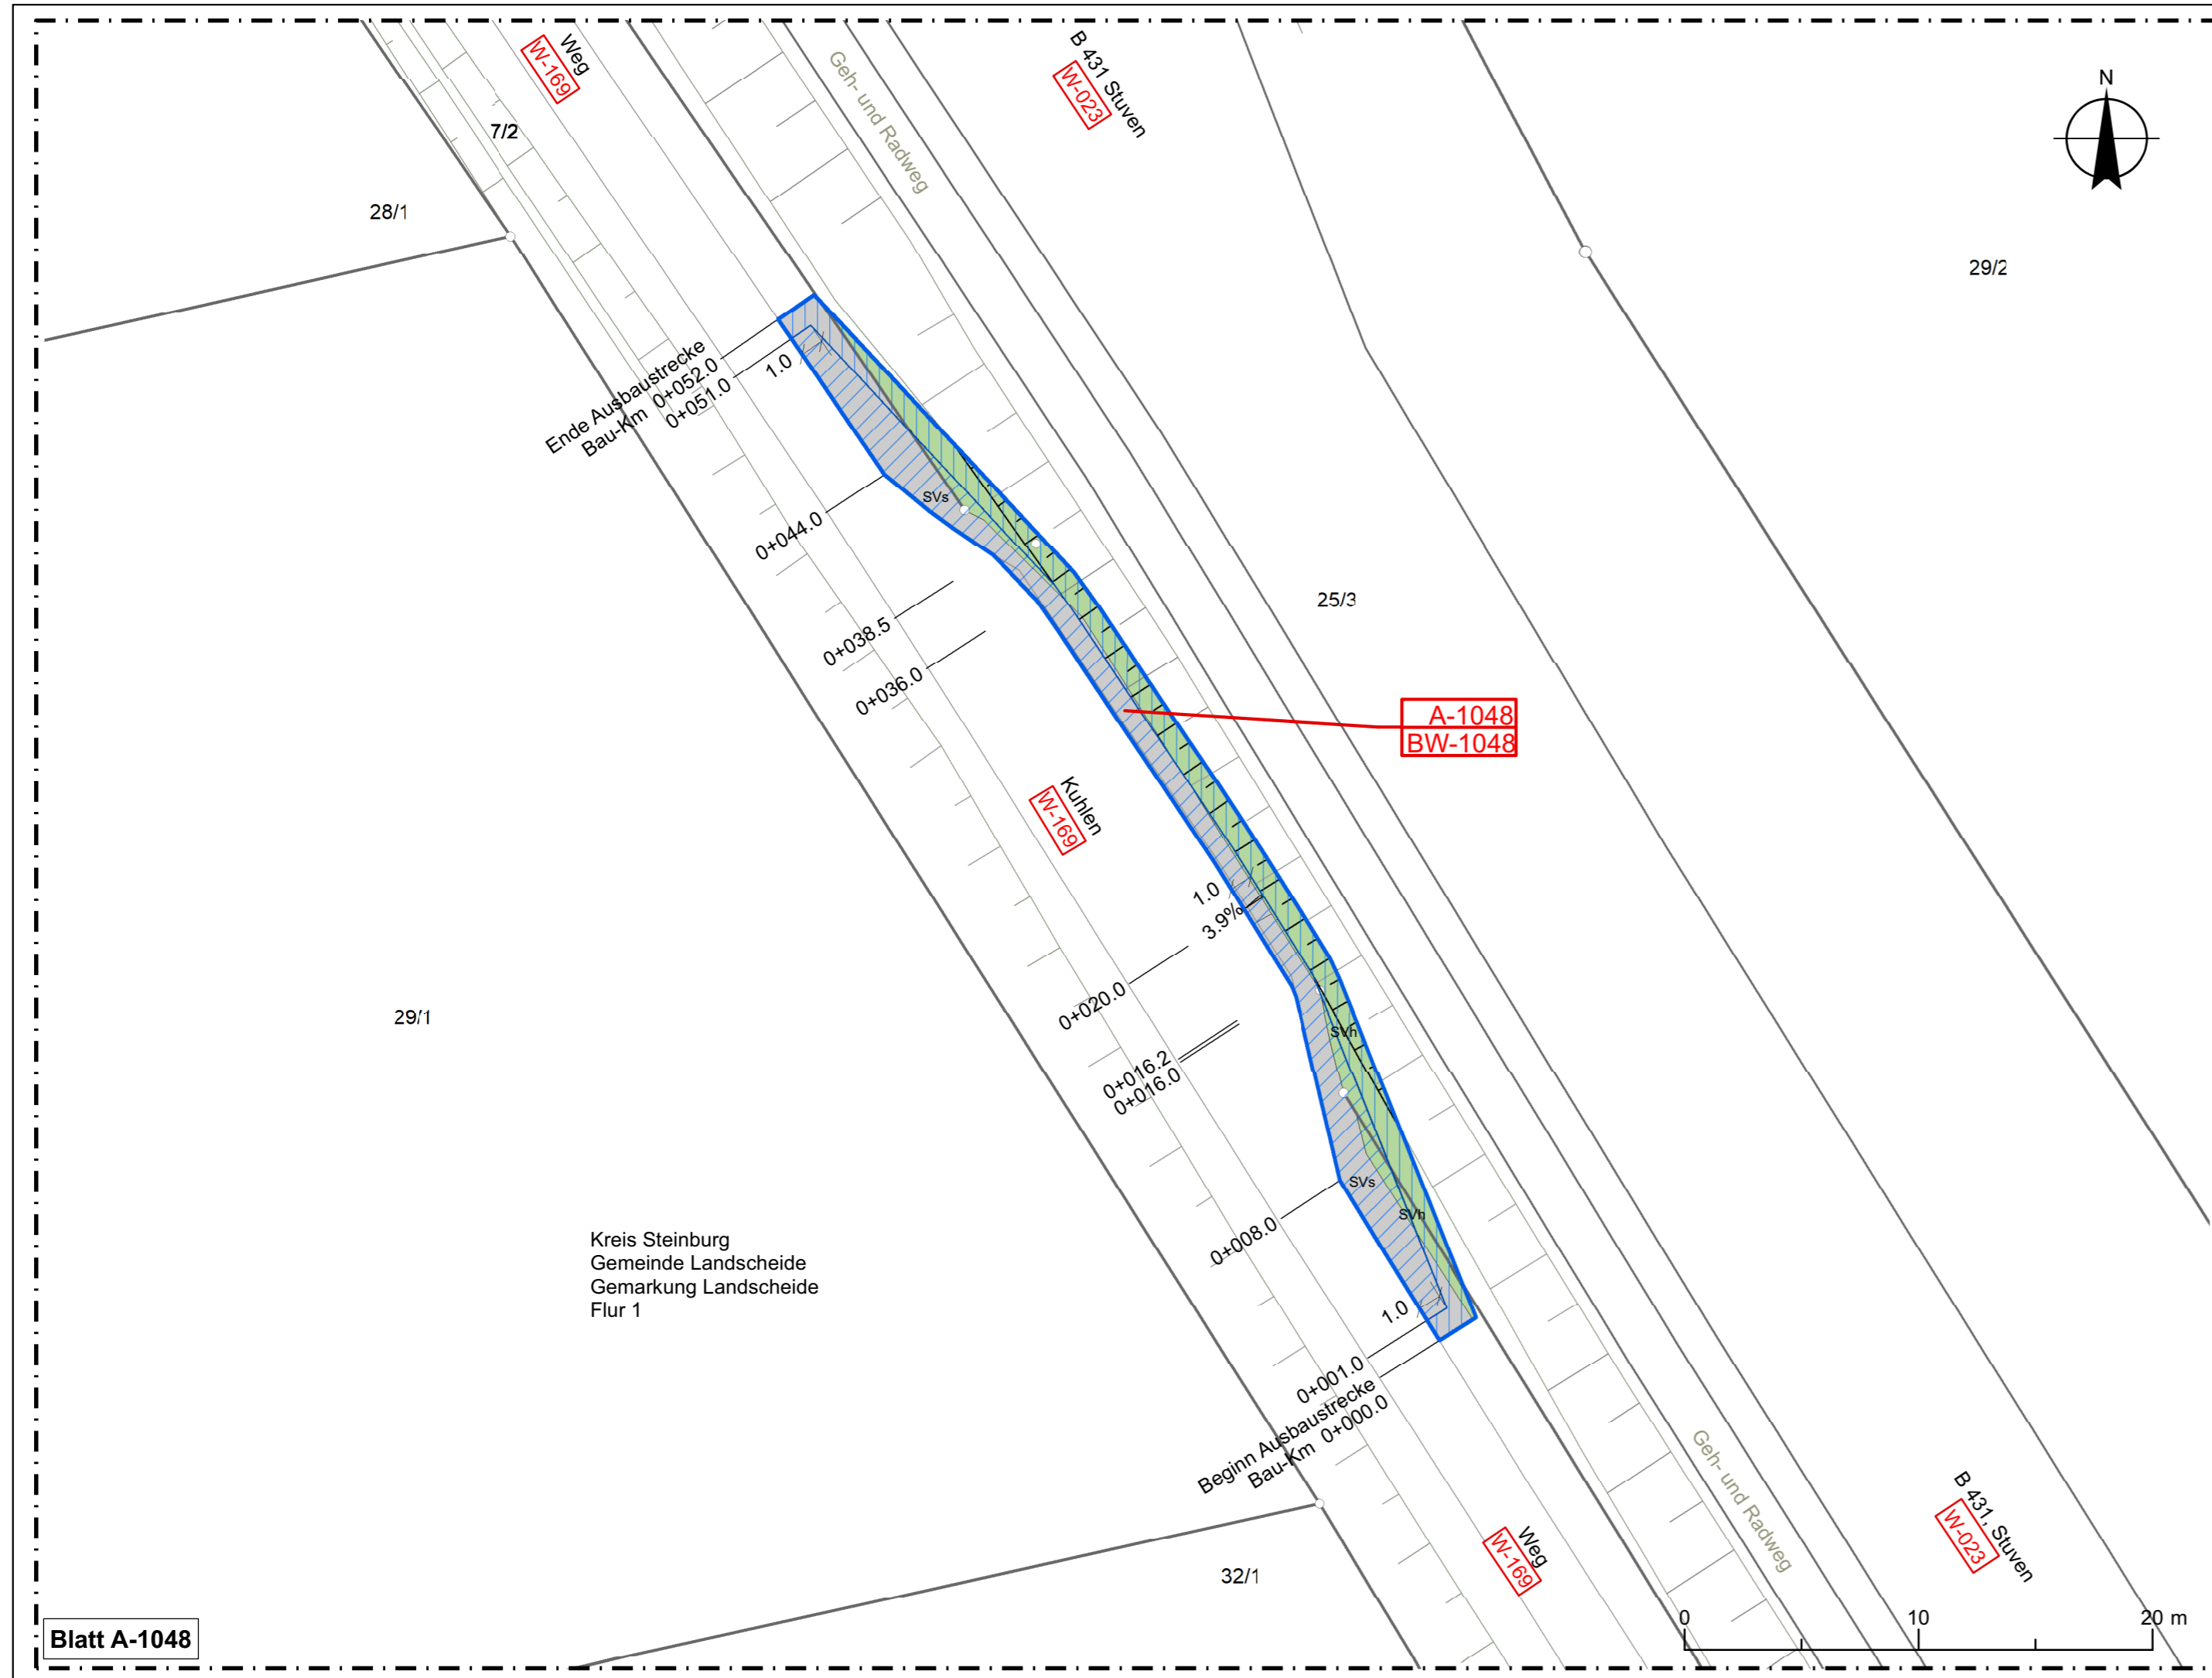 Weg
W-169
Geh- und Radweg
B 431 Stuven
W-023
N
7/2
28/1
29/2
Ende Ausbaustrecke
Bau-Km 0+052.0
0+051.0
1.0
SVs
0+044.0
25/3
0+038.5
0+036.0
A-1048
BW-1048
Kuhlen
W-169
1.0
3.9%
0+020.0
29/1
SVh
0+016.2
0+016.0
SVs
SVh
0+008.0
Kreis Steinburg
Gemeinde Landscheide
Gemarkung Landscheide
Flur 1
1.0
0+001.0
Beginn Ausbaustrecke
Bau-Km 0+000.0
Geh- und Radweg
B 431, Stuven
W-023
Weg
W-169
32/1
0 10 20 m
Blatt A-1048